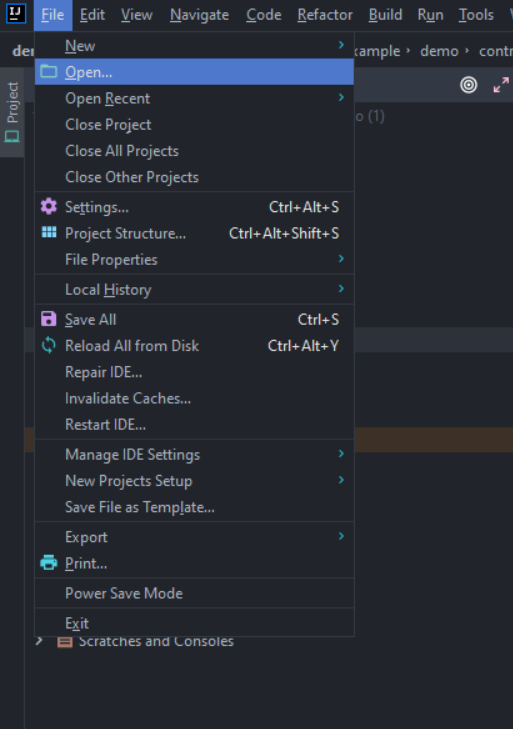 IJ File Edit View Navigate Code Refactor Build Run Tools
xample demo contr
Project
o (1)
New
Open...
Open Recent
Close Project
Close All Projects
Close Other Projects
Settings... Ctrl+Alt+S
Project Structure... Ctrl+Alt+Shift+S
File Properties
Local History
Save All Ctrl+S
Reload All from Disk Ctrl+Alt+Y
Repair IDE...
Invalidate Caches...
Restart IDE...
Manage IDE Settings
New Projects Setup
Save File as Template...
Export
Print...
Power Save Mode
Exit
Scratches and Consoles